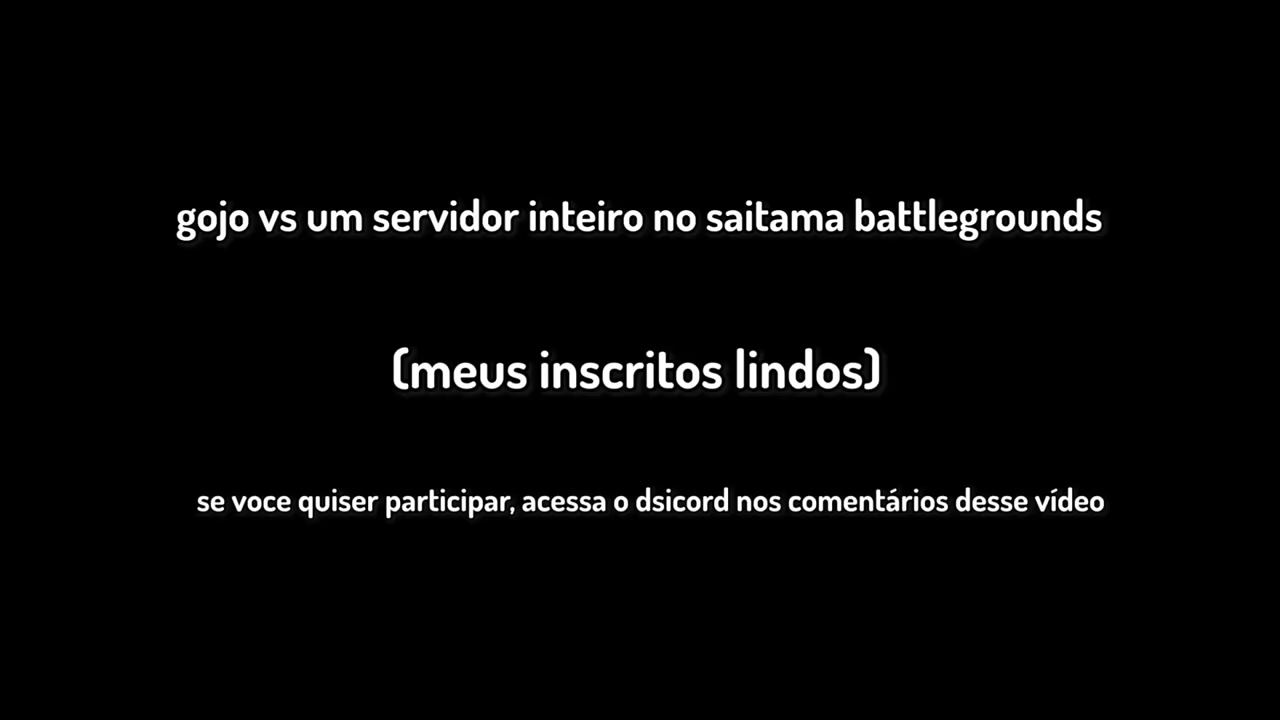 gojo vs um servidor inteiro no saitama battlegrounds
(meus inscritos lindos)
se voce quiser participar, acessa o dsicord nos comentários desse vídeo